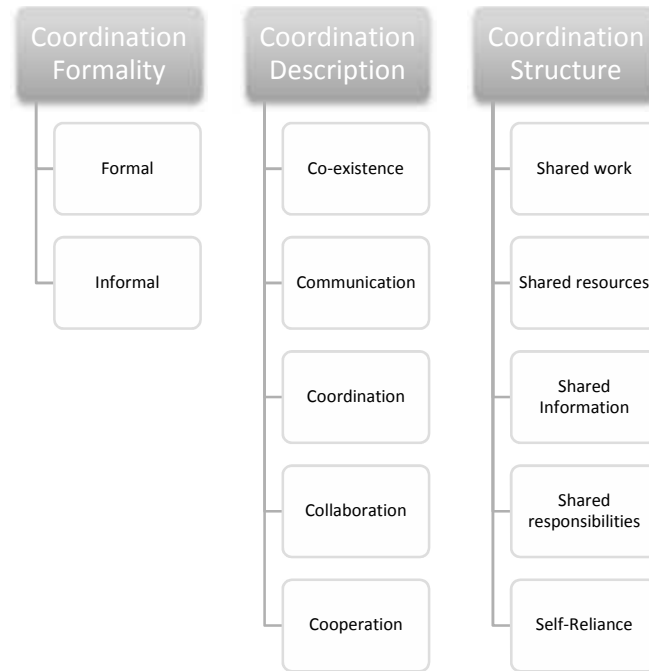 Coordination
Formality
Formal
Informal
Coordination
Description
Co-existence
Communication
Coordination
Collaboration
Cooperation
Coordination
Structure
Shared work
Shared resources
Shared
Information
Shared
responsibilities
Self-Reliance